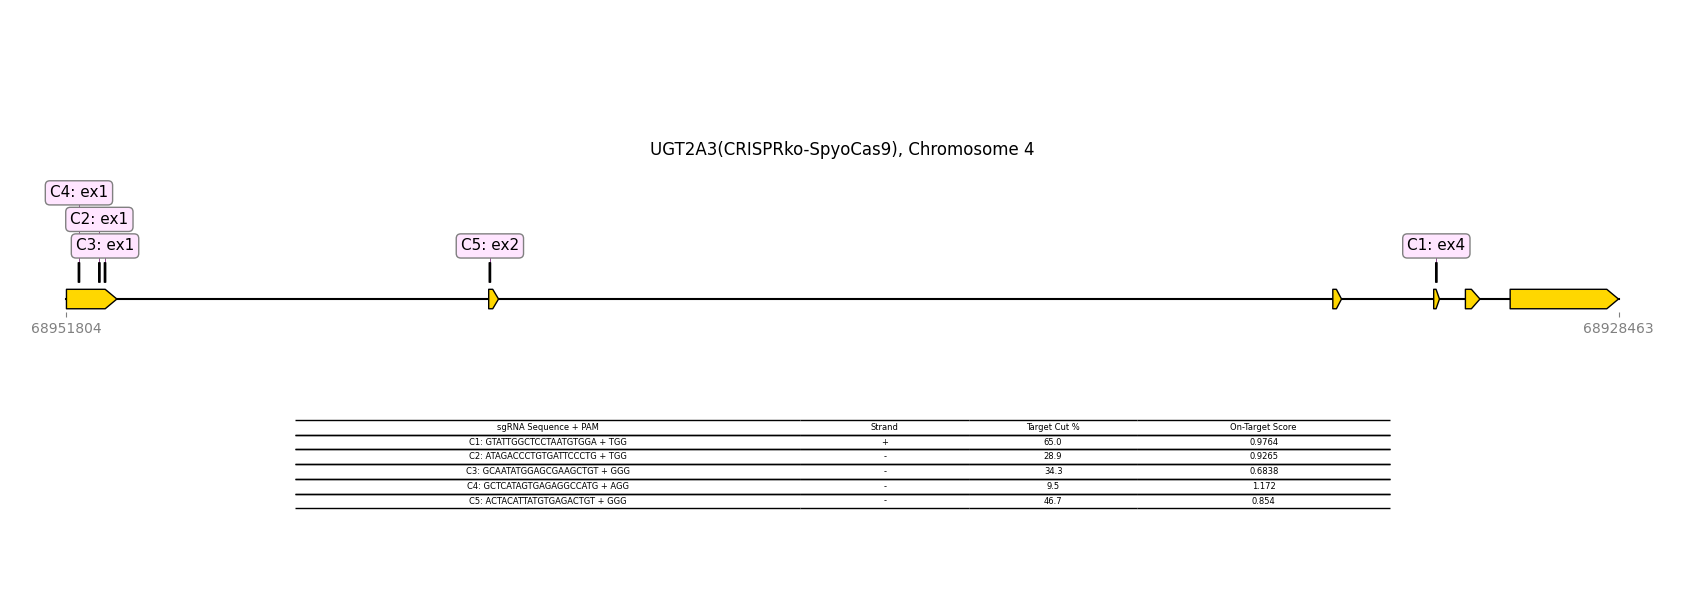 UGT2A3(CRISPRko-SpyoCas9), Chromosome 4
C4: ex1
C2: ex1
C3: ex1 C5: ex2 C1: ex4
68951804 68928463
sgRNA Sequence + PAM Strand Target Cut % On-Target Score
C1: GTATTGGCTCCTAATGTGGA + TGG + 65.0 0.9764
C2: ATAGACCCTGTGATTCCCTG + TGG - 28.9 0.9265
C3: GCAATATGGAGCGAAGCTGT + GGG - 34.3 0.6838
C4: GCTCATAGTGAGAGGCCATG + AGG - 9.5 1.172
C5: ACTACATTATGTGAGACTGT + GGG - 46.7 0.854